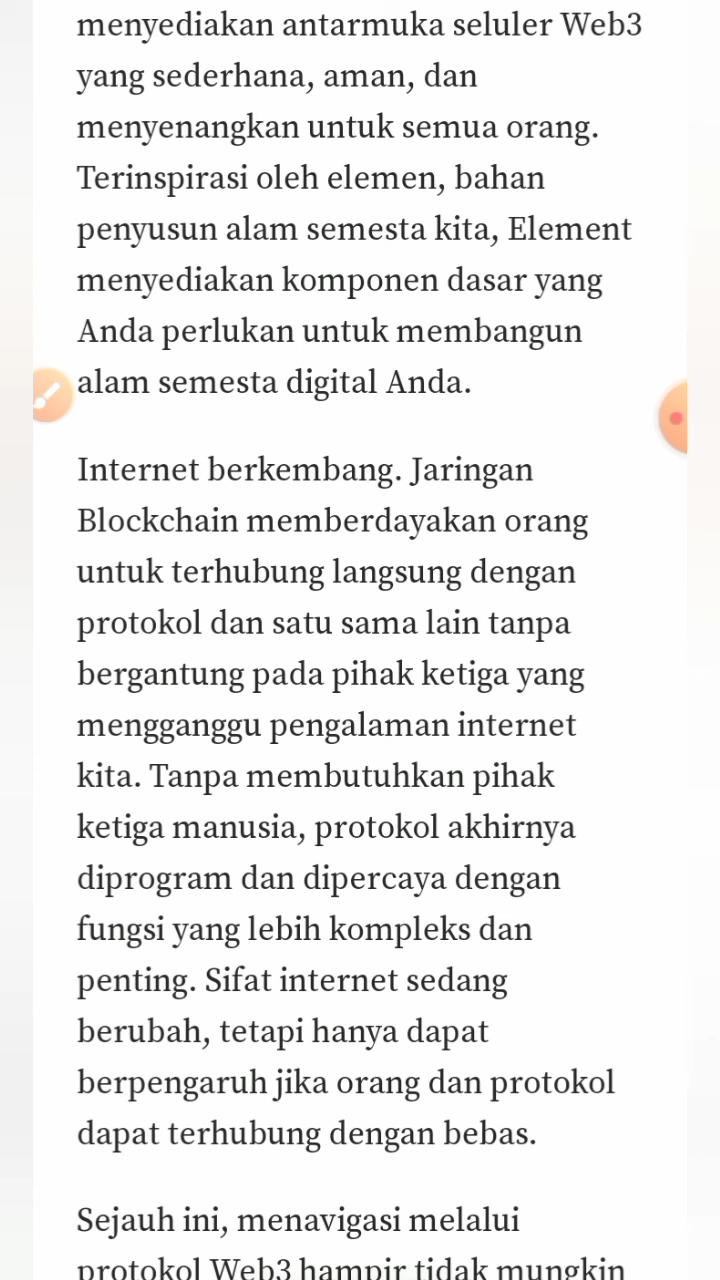 menyediakan antarmuka seluler Web3
yang sederhana, aman, dan
menyenangkan untuk semua orang.
Terinspirasi oleh elemen, bahan
penyusun alam semesta kita, Element
menyediakan komponen dasar yang
Anda perlukan untuk membangun
alam semesta digital Anda.
Internet berkembang. Jaringan
Blockchain memberdayakan orang
untuk terhubung langsung dengan
protokol dan satu sama lain tanpa
bergantung pada pihak ketiga yang
mengganggu pengalaman internet
kita. Tanpa membutuhkan pihak
ketiga manusia, protokol akhirnya
diprogram dan dipercaya dengan
fungsi yang lebih kompleks dan
penting. Sifat internet sedang
berubah, tetapi hanya dapat
berpengaruh jika orang dan protokol
dapat terhubung dengan bebas.
Sejauh ini, menavigasi melalui
protokol Web3 hampir tidak mungkin